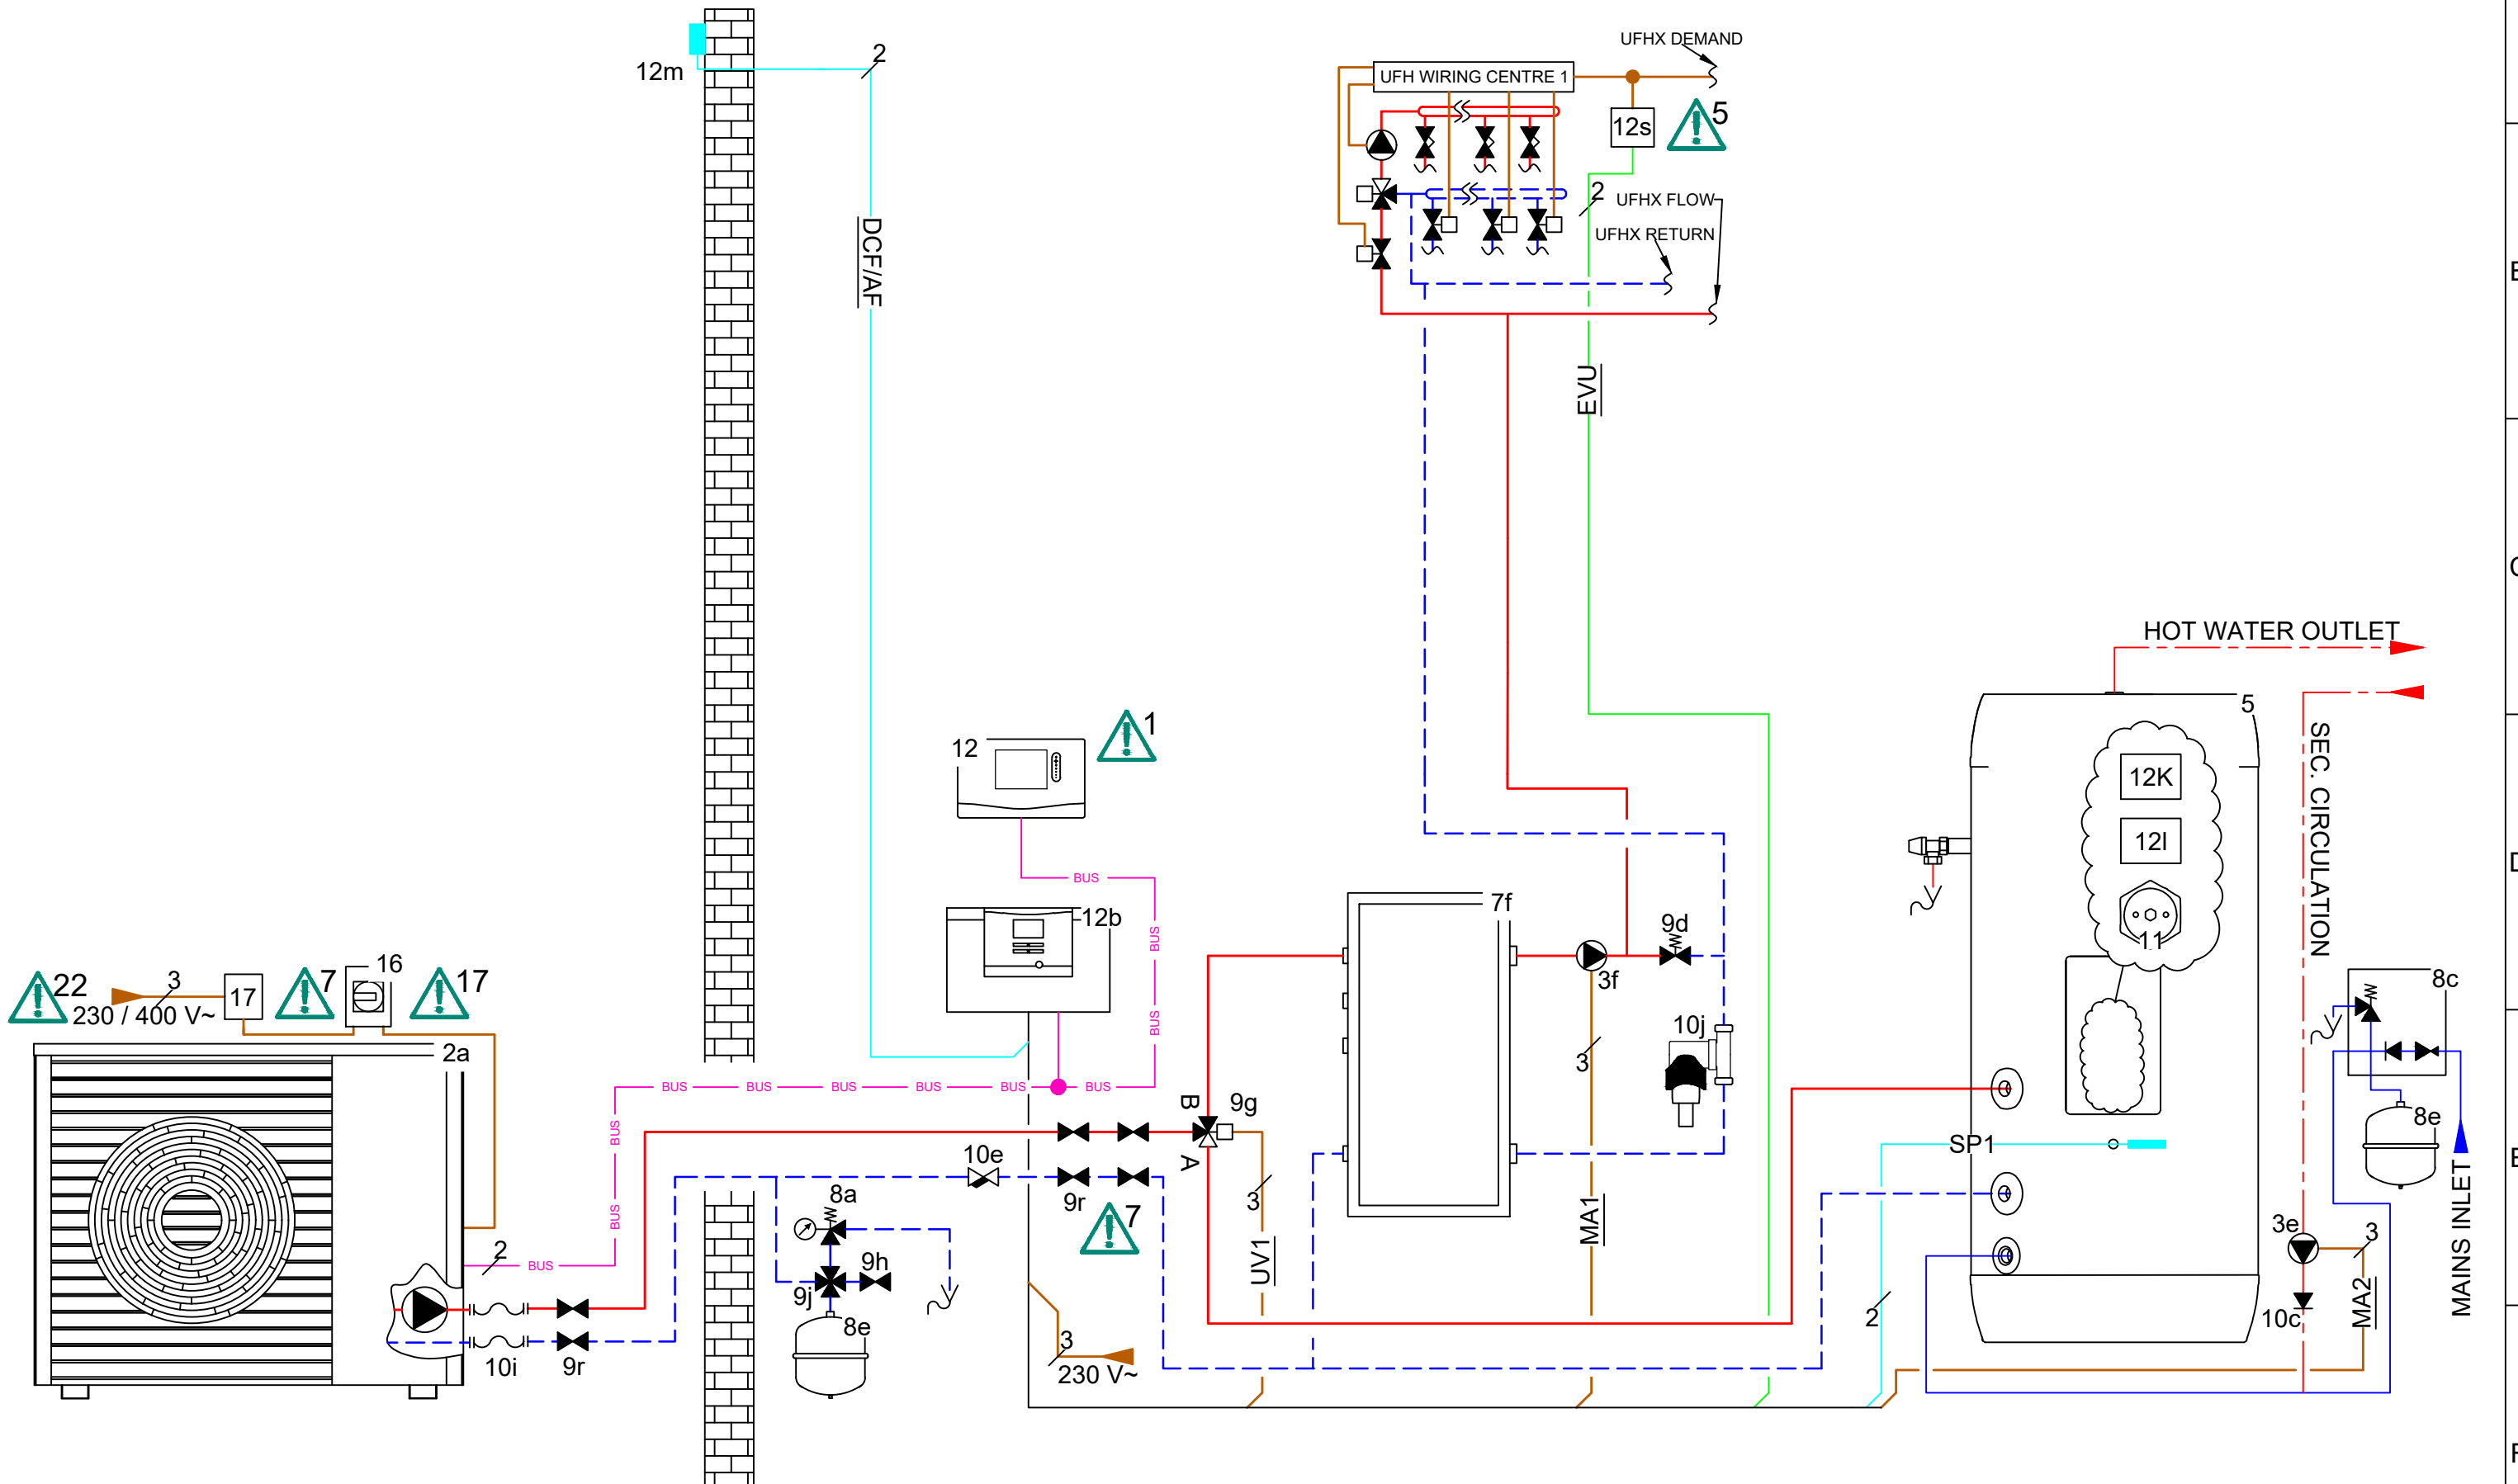 UFHX DEMAND
2
12m
UFH WIRING CENTRE 1
12s
5
2
UFHX FLOW
UFHX RETURN
DCF/AF
EVU
HOT WATER OUTLET
5
SEC. CIRCULATION
12
1
12K
12l
11
BUS
BUS
BUS
12b
7f
9d
3f
10j
3
MA1
22
3
230 / 400 V~
17
7
16
17
2a
BUS
BUS
BUS
BUS
BUS
BUS
BUS
BUS
BUS
2
B
9g
A
10e
9r
7
8a
9h
9j
8e
3
UV1
3
230 V~
10i
9r
SP1
2
8c
8e
MAINS INLET
3e
3
MA2
10c